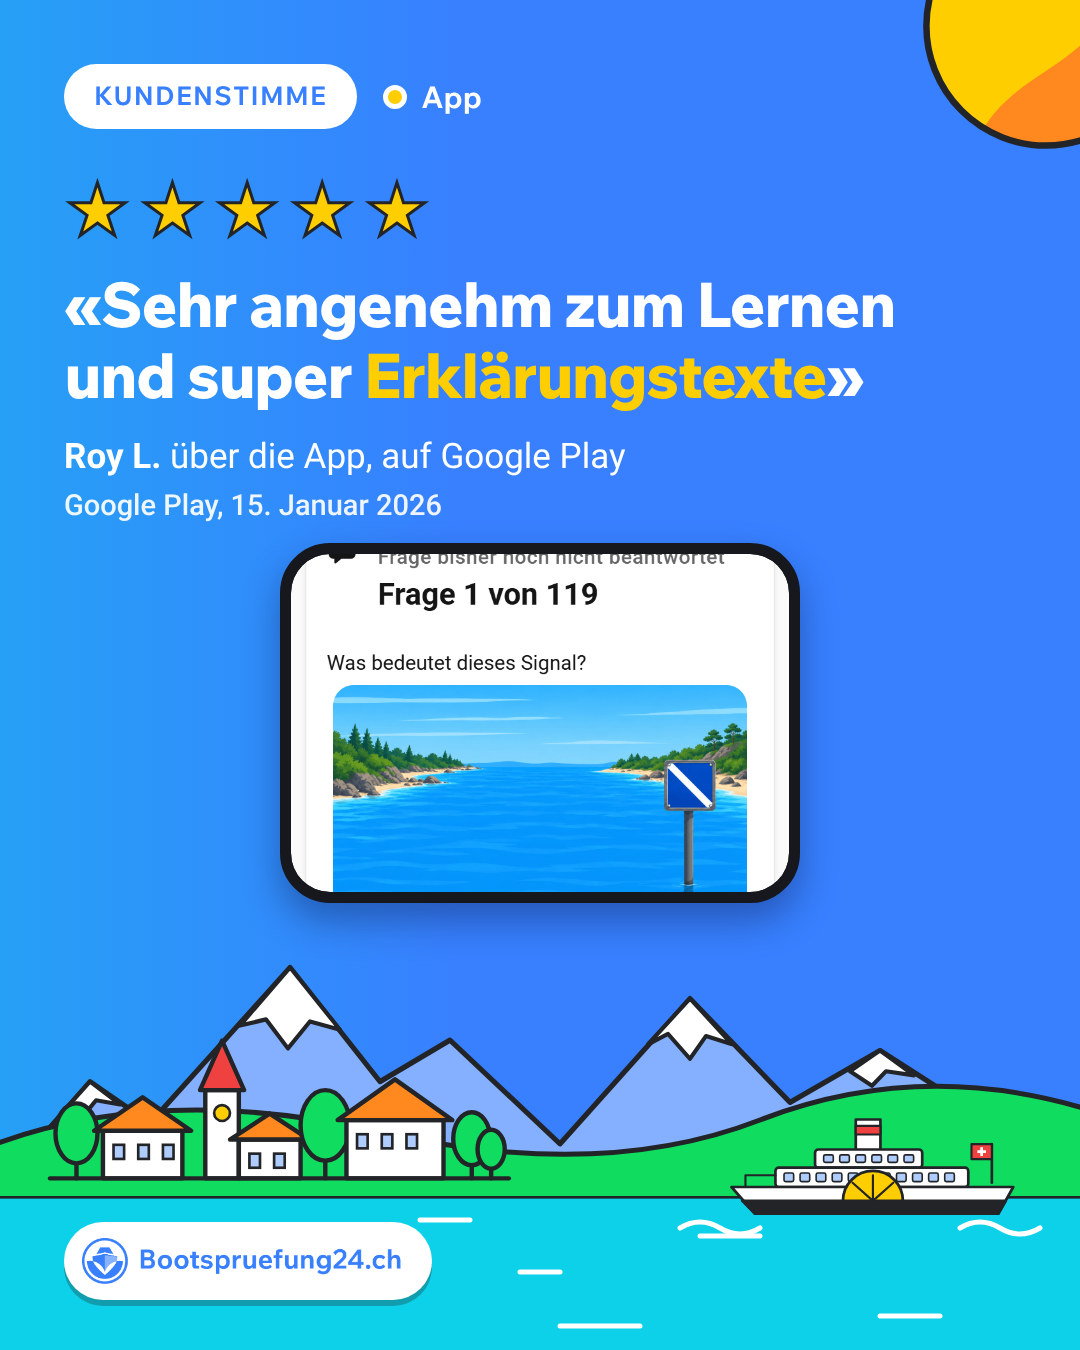 KUNDENSTIMME
App
«Sehr angenehm zum Lernen
und super Erklärungstexte»
Roy L. über die App, auf Google Play
Google Play, 15. Januar 2026
Frage bisher noch nicht beantwortet
Frage 1 von 119
Was bedeutet dieses Signal?
Bootspruefung24.ch